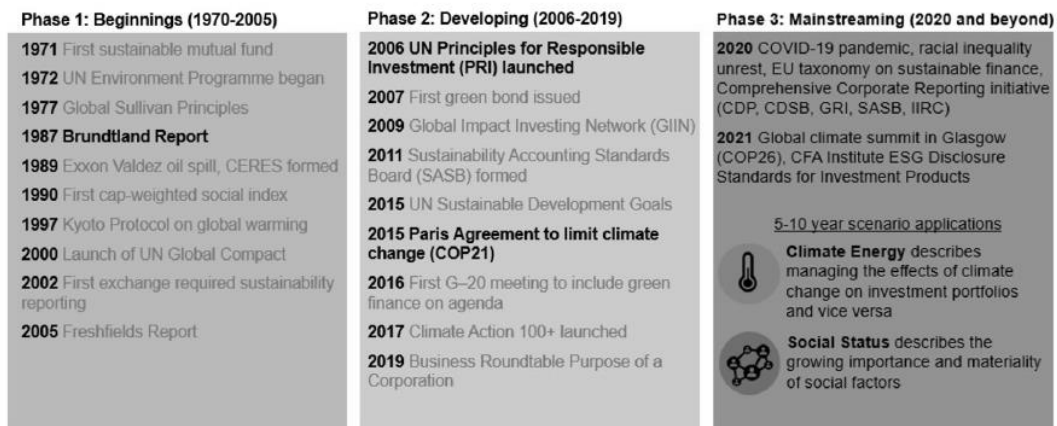 Phase 1: Beginnings (1970-2005)
1971 First sustainable mutual fund
1972 UN Environment Programme began
1977 Global Sullivan Principles
1987 Brundtland Report
1989 Exxon Valdez oil spill, CERES formed
1990 First cap-weighted social index
1997 Kyoto Protocol on global warming
2000 Launch of UN Global Compact
2002 First exchange required sustainability
reporting
2005 Freshfields Report
Phase 2: Developing (2006-2019)
2006 UN Principles for Responsible
Investment (PRI) launched
2007 First green bond issued
2009 Global Impact Investing Network (GIIN)
2011 Sustainability Accounting Standards
Board (SASB) formed
2015 UN Sustainable Development Goals
2015 Paris Agreement to limit climate
change (COP21)
2016 First G–20 meeting to include green
finance on agenda
2017 Climate Action 100+ launched
2019 Business Roundtable Purpose of a
Corporation
Phase 3: Mainstreaming (2020 and beyond)
2020 COVID-19 pandemic, racial inequality
unrest, EU taxonomy on sustainable finance,
Comprehensive Corporate Reporting initiative
(CDP, CDSB, GRI, SASB, IIRC)
2021 Global climate summit in Glasgow
(COP26), CFA Institute ESG Disclosure
Standards for Investment Products
5-10 year scenario applications
Climate Energy describes
managing the effects of climate
change on investment portfolios
and vice versa
Social Status describes the
growing importance and materiality
of social factors